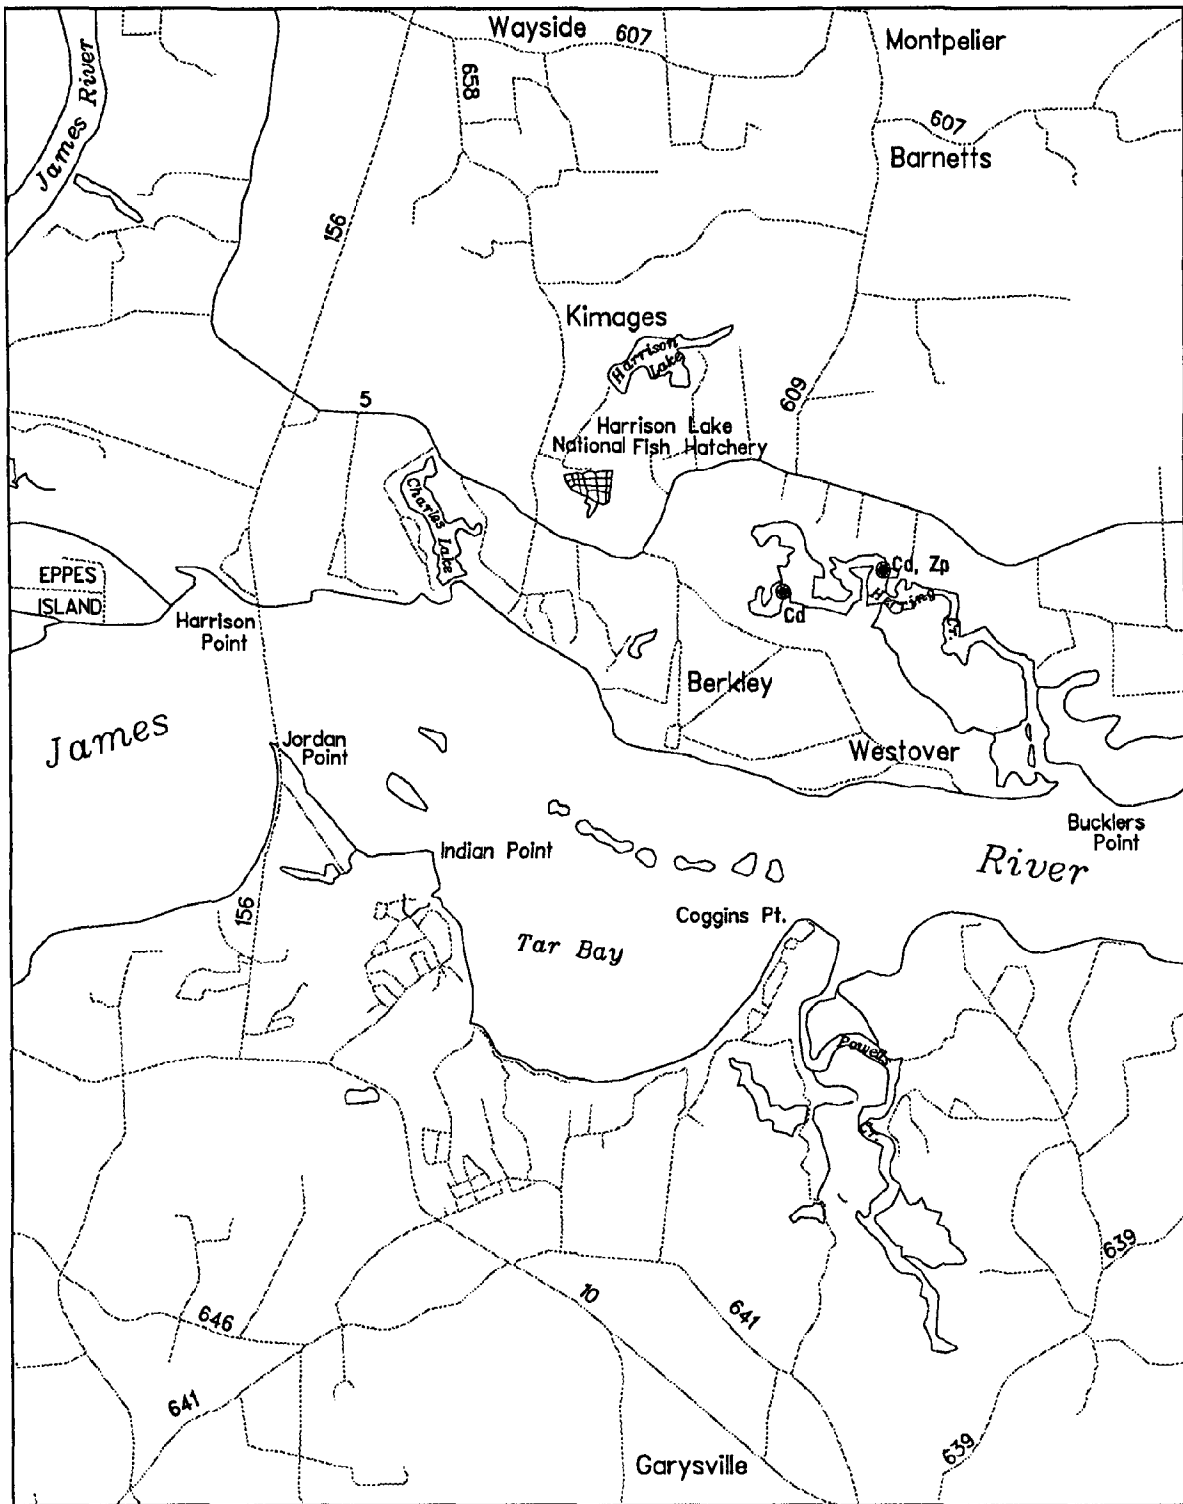 Wayside
607
Montpelier
James River
658
607
Barnetts
156
Kimages
Harrison
Lake
609
5
Harrison Lake
National Fish Hatchery
Charles Lake
EPPES
ISLAND
Cd, Zp
Cd
Herring
Cr.
Harrison
Point
Berkley
James
Jordan
Point
Westover
Bucklers
Point
Indian Point
River
Coggins Pt.
156
Tar Bay
Powells
Cr.
639
646
10
641
641
639
Garysville